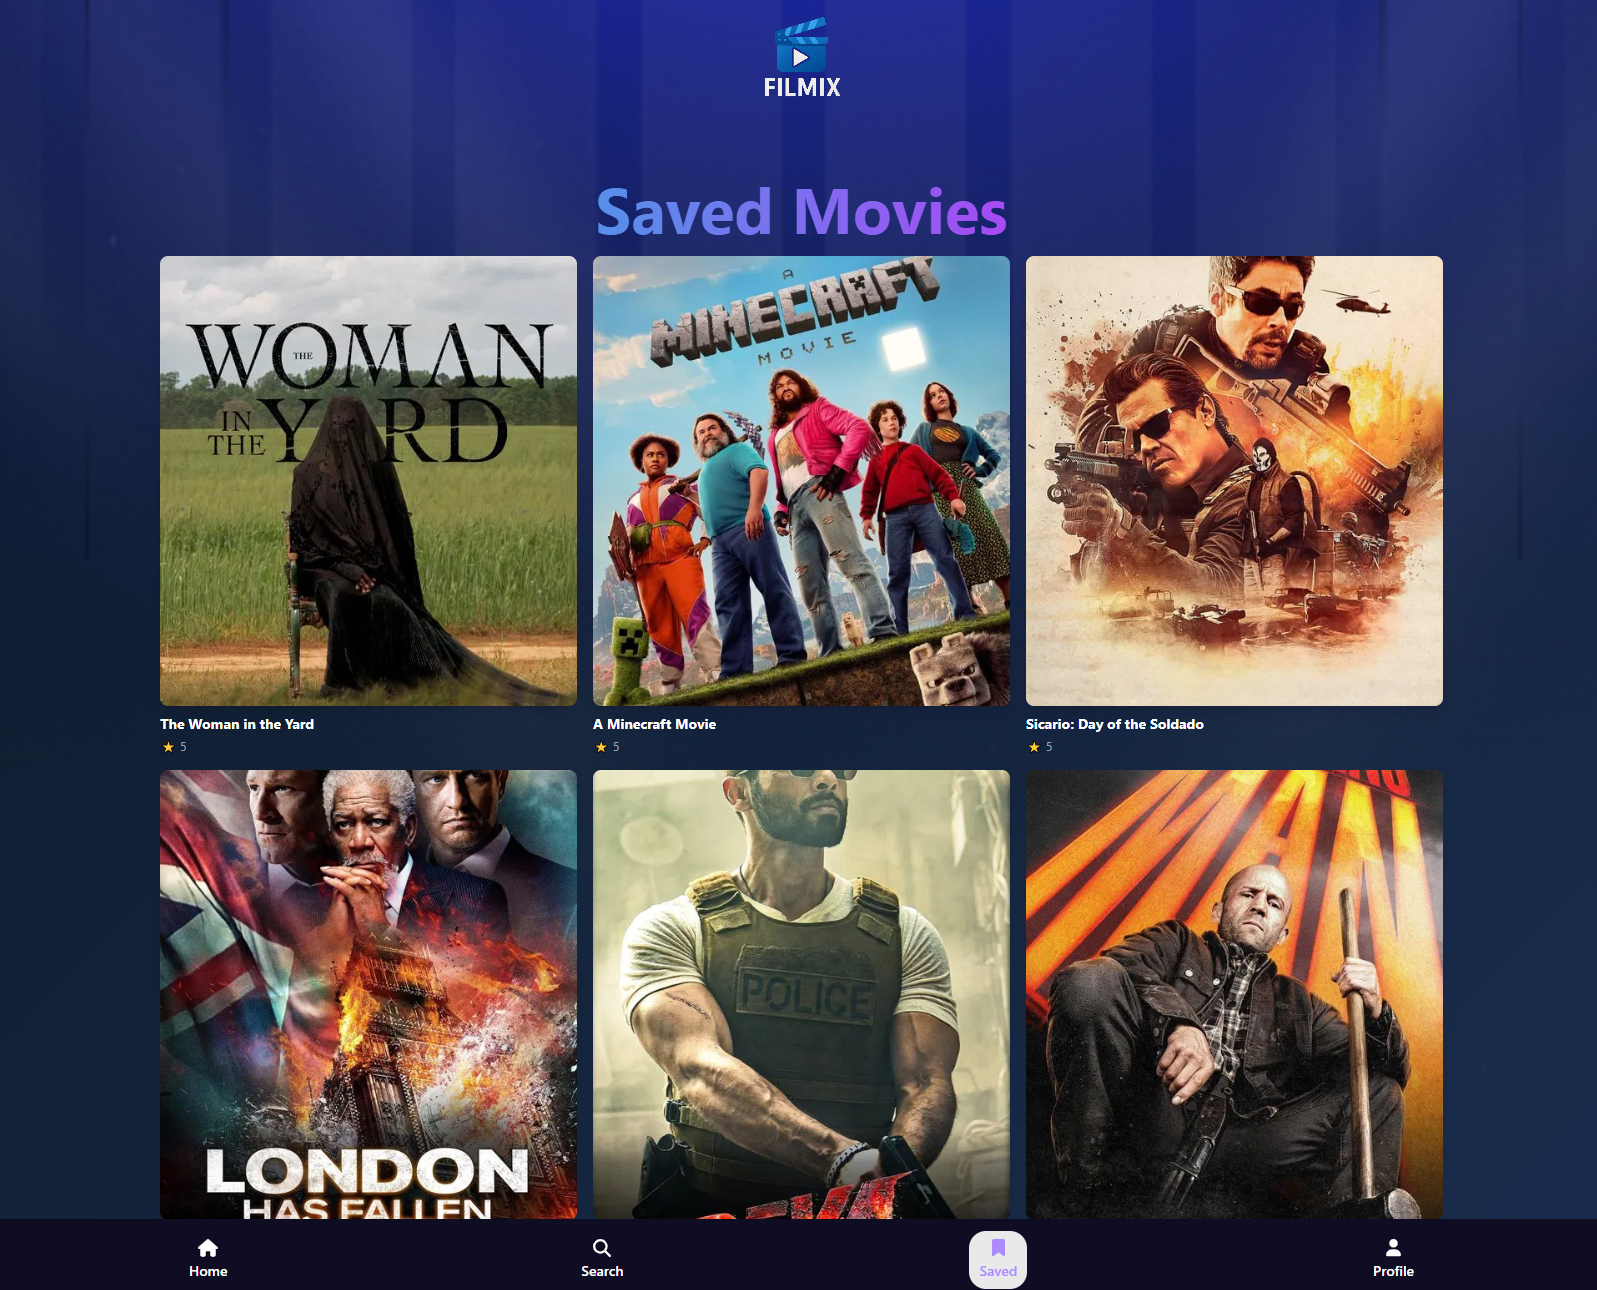 FILMIX
Saved Movies
THE
WOMAN
IN
THE YARD
A
MINECRAFT
MOVIE
The Woman in the Yard
A Minecraft Movie
Sicario: Day of the Soldado
★ 5
★ 5
★ 5
LONDON
HAS FALLEN
POLICE
MAN
Home
Search
Saved
Profile